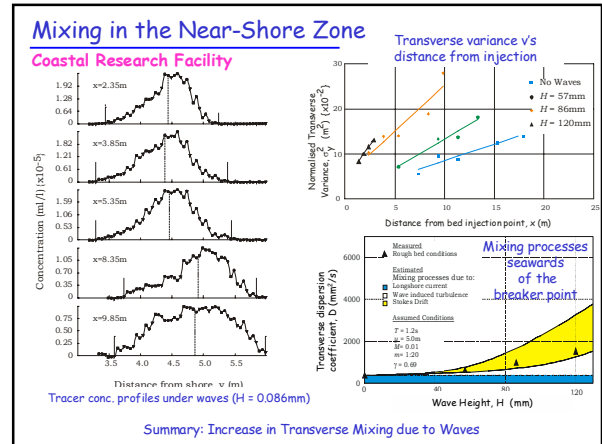 Mixing in the Near-Shore Zone
Coastal Research Facility
x=2.35m
1.92
1.28
0.64
0
x=3.85m
1.82
1.21
0.61
0
x=5.35m
1.59
1.06
0.53
0
x=8.35m
1.05
0.70
0.35
0
x=9.85m
0.75
0.50
0.25
0
Concentration (ml/l) {x10-5}
3.5
4.0
4.5
5.0
5.5
Distance from shore, y (m)
Tracer conc. profiles under waves (H = 0.086mm)
Transverse variance v's
distance from injection
30
20
10
0
0
5
10
15
20
25
No Waves
H = 57mm
H = 86mm
H = 120mm
Normalised Transverse
Variance, σ2y (m2) {x10-2}
Distance from bed injection point, x (m)
Mixing processes
seawards
of the
breaker point
Measured
Rough bed conditions
Estimated
Mixing processes due to:
Longshore current
Wave induced turbulence
Stokes Drift
Assumed Conditions
T = 1.2s
y = 5.0m
M = 0.01
m = 1:20
γ = 0.69
6000
4000
2000
0
0
40
80
120
Transverse dispersion
coefficient, D (mm2/s)
Wave Height, H (mm)
Summary: Increase in Transverse Mixing due to Waves